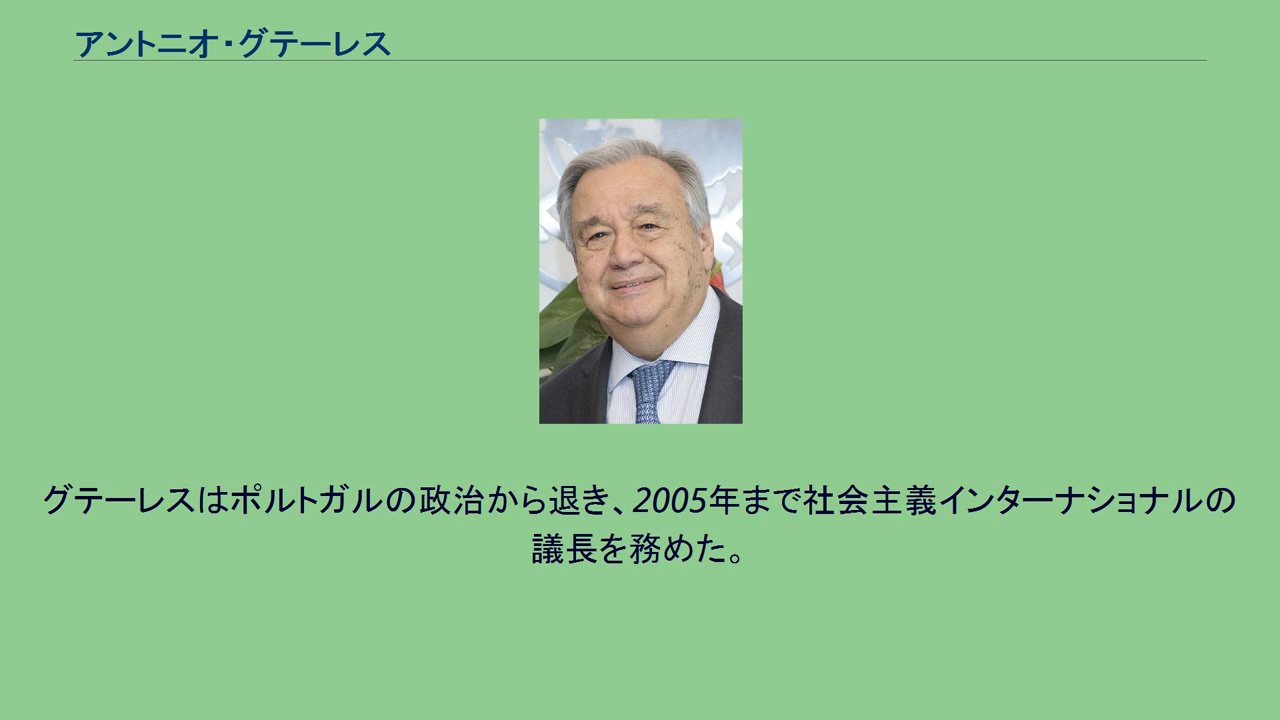 アントニオ・グテーレス
グテーレスはポルトガルの政治から退き、2005年まで社会主義インターナショナルの
議長を務めた。